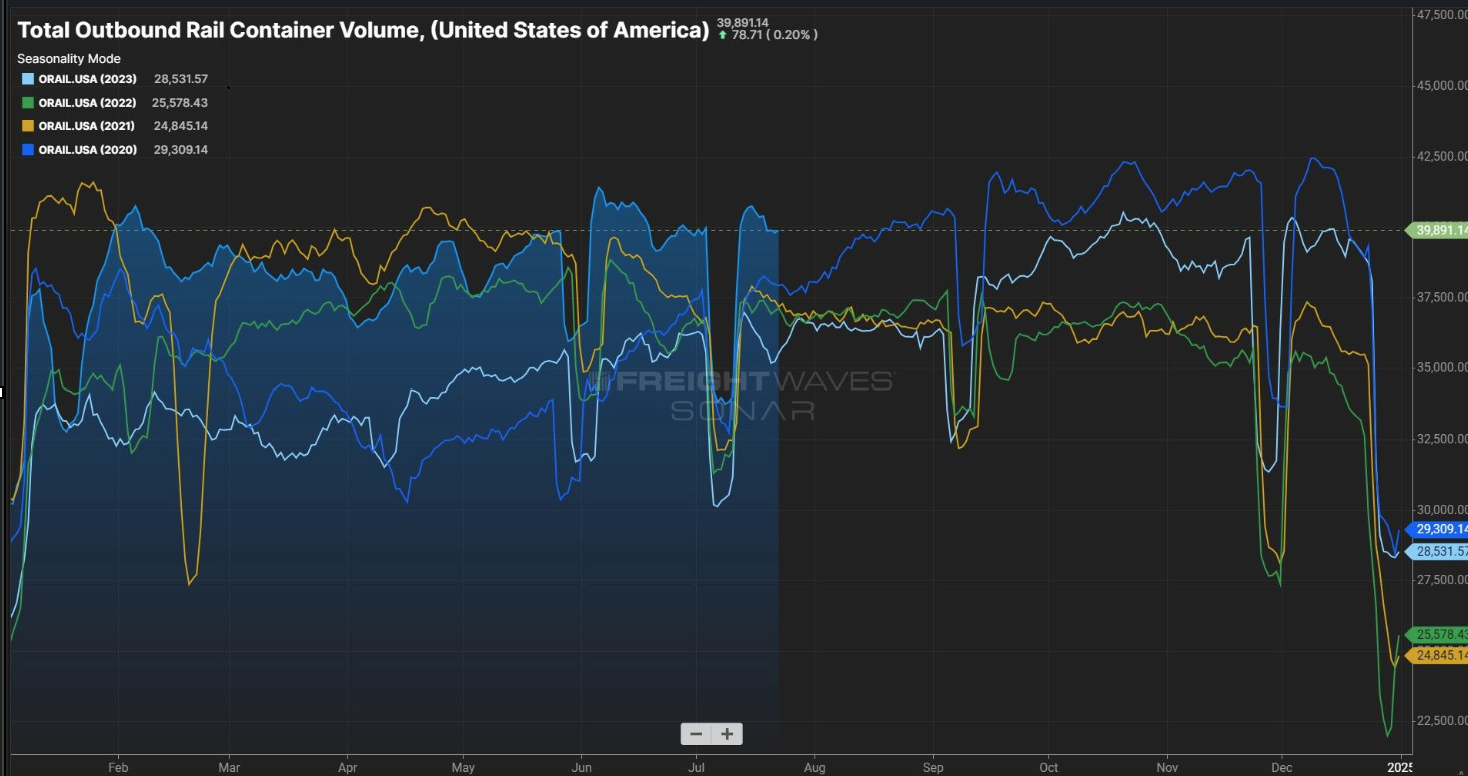 Total Outbound Rail Container Volume, (United States of America) 39,891.14
78.71 ( 0.20% )
Seasonality Mode
ORAIL.USA (2023) 28,531.57
ORAIL.USA (2022) 25,578.43
ORAIL.USA (2021) 24,845.14
ORAIL.USA (2020) 29,309.14
47,500.00
45,000.00
42,500.00
39,891.14
37,500.00
35,000.00
32,500.00
30,000.00
29,309.14
28,531.57
27,500.00
25,578.43
24,845.14
22,500.00
FREIGHTWAVES
SONAR
− +
Feb Mar Apr May Jun Jul Aug Sep Oct Nov Dec 2025